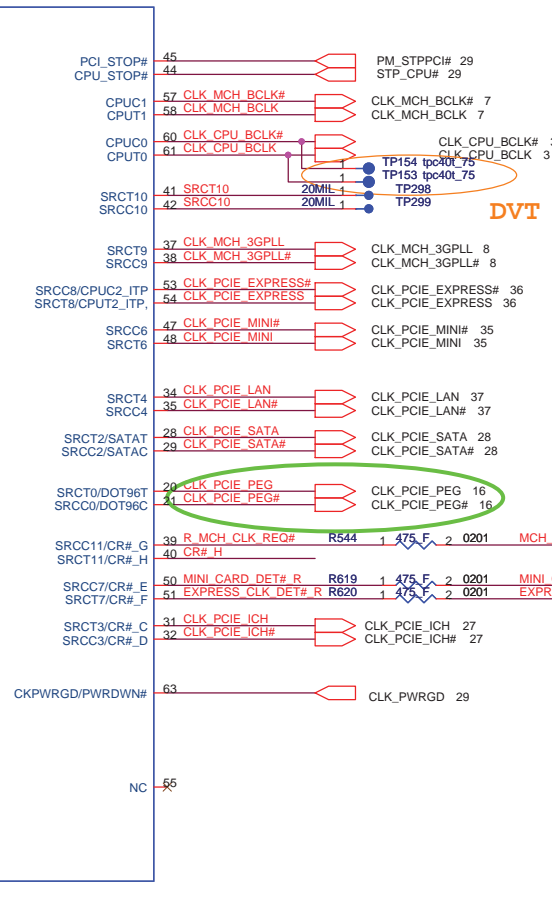 PCI_STOP# 45 PM_STPPCI# 29
CPU_STOP# 44 STP_CPU# 29
CPUC1 57 CLK_MCH_BCLK# CLK_MCH_BCLK# 7
CPUT1 58 CLK_MCH_BCLK CLK_MCH_BCLK 7
CPUC0 60 CLK_CPU_BCLK# CLK_CPU_BCLK# 3
CPUT0 61 CLK_CPU_BCLK CLK_CPU_BCLK 3
1 TP154 tpc40t_75
1 TP153 tpc40t_75
SRCT10 41 SRCT10 20MIL 1 TP298
SRCC10 42 SRCC10 20MIL 1 TP299
DVT
SRCT9 37 CLK_MCH_3GPLL CLK_MCH_3GPLL 8
SRCC9 38 CLK_MCH_3GPLL# CLK_MCH_3GPLL# 8
SRCC8/CPUC2_ITP 53 CLK_PCIE_EXPRESS# CLK_PCIE_EXPRESS# 36
SRCT8/CPUT2_ITP, 54 CLK_PCIE_EXPRESS CLK_PCIE_EXPRESS 36
SRCC6 47 CLK_PCIE_MINI# CLK_PCIE_MINI# 35
SRCT6 48 CLK_PCIE_MINI CLK_PCIE_MINI 35
SRCT4 34 CLK_PCIE_LAN CLK_PCIE_LAN 37
SRCC4 35 CLK_PCIE_LAN# CLK_PCIE_LAN# 37
SRCT2/SATAT 28 CLK_PCIE_SATA CLK_PCIE_SATA 28
SRCC2/SATAC 29 CLK_PCIE_SATA# CLK_PCIE_SATA# 28
SRCT0/DOT96T 20 CLK_PCIE_PEG CLK_PCIE_PEG 16
SRCC0/DOT96C 21 CLK_PCIE_PEG# CLK_PCIE_PEG# 16
SRCC11/CR#_G 39 R_MCH_CLK_REQ# R544 1 475_F 2 0201 MCH_
SRCT11/CR#_H 40 CR#_H
SRCC7/CR#_E 50 MINI_CARD_DET#_R R619 1 475_F 2 0201 MINI_
SRCT7/CR#_F 51 EXPRESS_CLK_DET#_R R620 1 475_F 2 0201 EXPR
SRCT3/CR#_C 31 CLK_PCIE_ICH CLK_PCIE_ICH 27
SRCC3/CR#_D 32 CLK_PCIE_ICH# CLK_PCIE_ICH# 27
CKPWRGD/PWRDWN# 63 CLK_PWRGD 29
NC 55